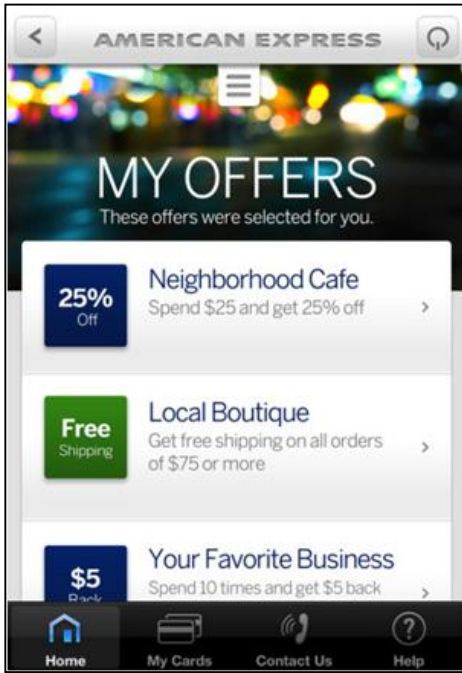 AMERICAN EXPRESS
MY OFFERS
These offers were selected for you.
25%
Off
Neighborhood Cafe
Spend $25 and get 25% off
Free
Shipping
Local Boutique
Get free shipping on all orders
of $75 or more
$5
Back
Your Favorite Business
Spend 10 times and get $5 back
Home
My Cards
Contact Us
Help